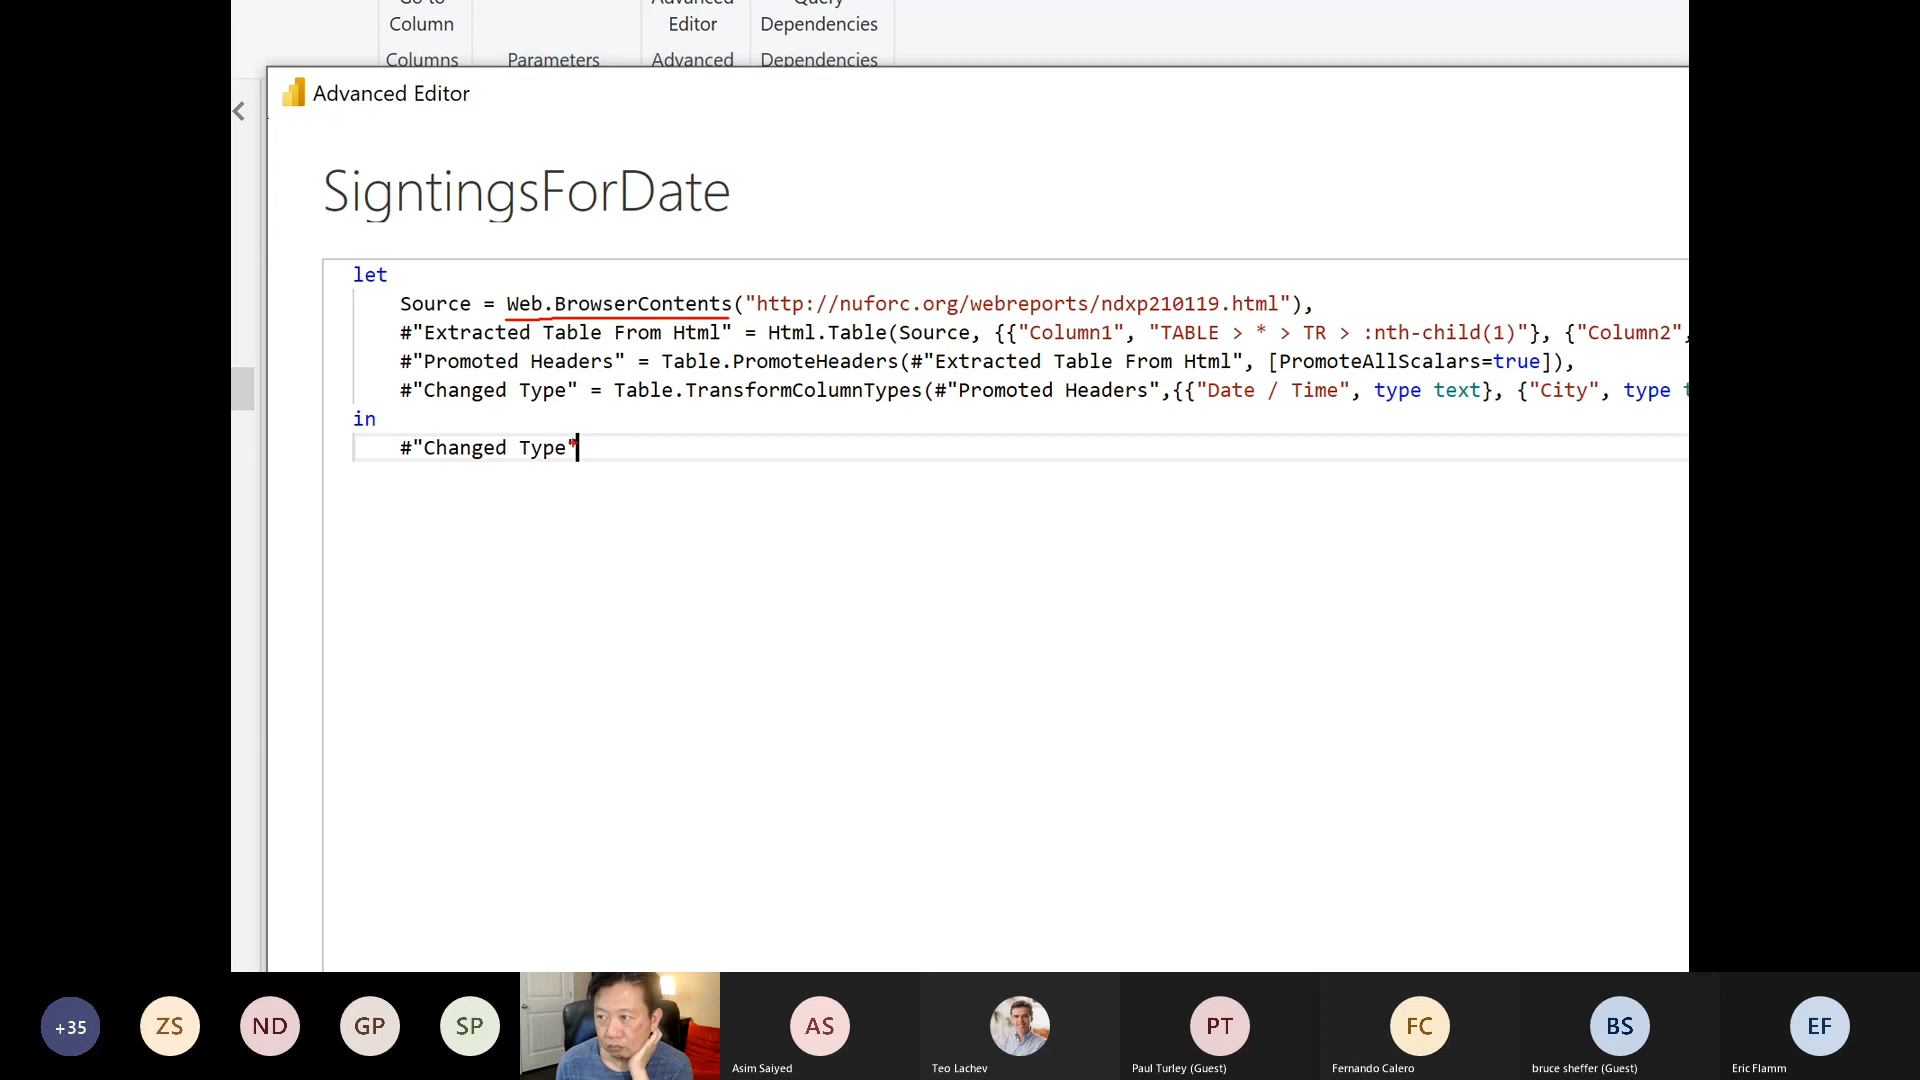 Go to
Column
Columns
Parameters
Advanced
Editor
Advanced
Query
Dependencies
Dependencies
Advanced Editor
SigntingsForDate
let
Source = Web.BrowserContents("http://nuforc.org/webreports/ndxp210119.html"),
#"Extracted Table From Html" = Html.Table(Source, {{"Column1", "TABLE > * > TR > :nth-child(1)"}, {"Column2",
#"Promoted Headers" = Table.PromoteHeaders(#"Extracted Table From Html", [PromoteAllScalars=true]),
#"Changed Type" = Table.TransformColumnTypes(#"Promoted Headers",{{"Date / Time", type text}, {"City", type t
in
#"Changed Type"
+35
ZS
ND
GP
SP
AS
Asim Saiyed
Teo Lachev
PT
Paul Turley (Guest)
FC
Fernando Calero
BS
bruce sheffer (Guest)
EF
Eric Flamm